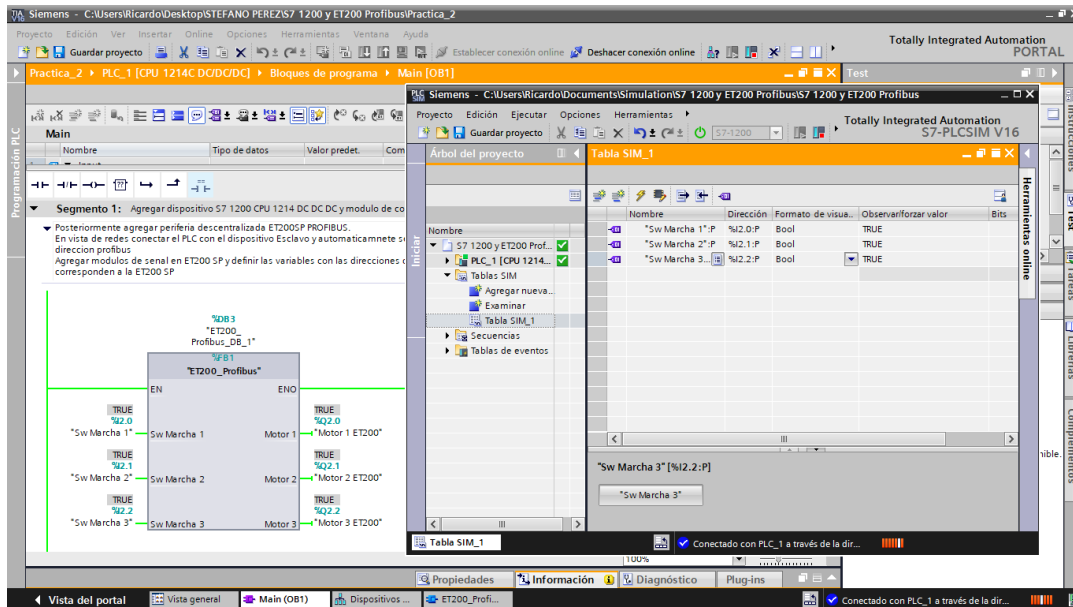 Siemens - C:\Users\Ricardo\Desktop\STEFANO PEREZ\S7 1200 y ET200 Profibus\Practica_2
Proyecto Edición Ver Insertar Online Opciones Herramientas Ventana Ayuda
Guardar proyecto Establecer conexión online Deshacer conexión online
Totally Integrated Automation
PORTAL
Practica_2 PLC_1 [CPU 1214C DC/DC/DC] Bloques de programa Main [OB1]
Test
Programación PLC
Main
Nombre Tipo de datos Valor predet. Com
Segmento 1: Agregar dispositivo S7 1200 CPU 1214 DC DC DC y modulo de co
Posteriormente agregar periferia descentralizada ET200SP PROFIBUS.
En vista de redes conectar el PLC con el dispositivo Esclavo y automaticamnete s
direccion profibus
Agregar modulos de senal en ET200 SP y definir las variables con las direcciones
corresponden a la ET200 SP
%DB3
"ET200_
Profibus_DB_1"
%FB1
"ET200_Profibus"
EN ENO
TRUE TRUE
%I2.0 %Q2.0
"Sw Marcha 1" Sw Marcha 1 Motor 1 "Motor 1 ET200"
TRUE TRUE
%I2.1 %Q2.1
"Sw Marcha 2" Sw Marcha 2 Motor 2 "Motor 2 ET200"
TRUE TRUE
%I2.2 %Q2.2
"Sw Marcha 3" Sw Marcha 3 Motor 3 "Motor 3 ET200"
Siemens - C:\Users\Ricardo\Documents\Simulation\S7 1200 y ET200 Profibus\S7 1200 y ET200 Profibus
Proyecto Edición Ejecutar Opciones Herramientas
Guardar proyecto S7-1200
Totally Integrated Automation
S7-PLCSIM V16
Árbol del proyecto
Tabla SIM_1
Iniciar
Nombre
S7 1200 y ET200 Prof...
PLC_1 [CPU 1214...
Tablas SIM
Agregar nueva...
Examinar
Tabla SIM_1
Secuencias
Tablas de eventos
Nombre Dirección Formato de visua.. Observar/forzar valor Bits
"Sw Marcha 1":P %I2.0:P Bool TRUE
"Sw Marcha 2":P %I2.1:P Bool TRUE
"Sw Marcha 3... %I2.2:P Bool TRUE
"Sw Marcha 3" [%I2.2:P]
"Sw Marcha 3"
Herramientas online
Tabla SIM_1
Conectado con PLC_1 a través de la dir...
Instrucciones
Test
Tareas
Librerías
Complementos
nible.
100%
Propiedades Información Diagnóstico Plug-ins
Vista del portal Vista general Main (OB1) Dispositivos ... ET200_Profi...
Conectado con PLC_1 a través de la dir...